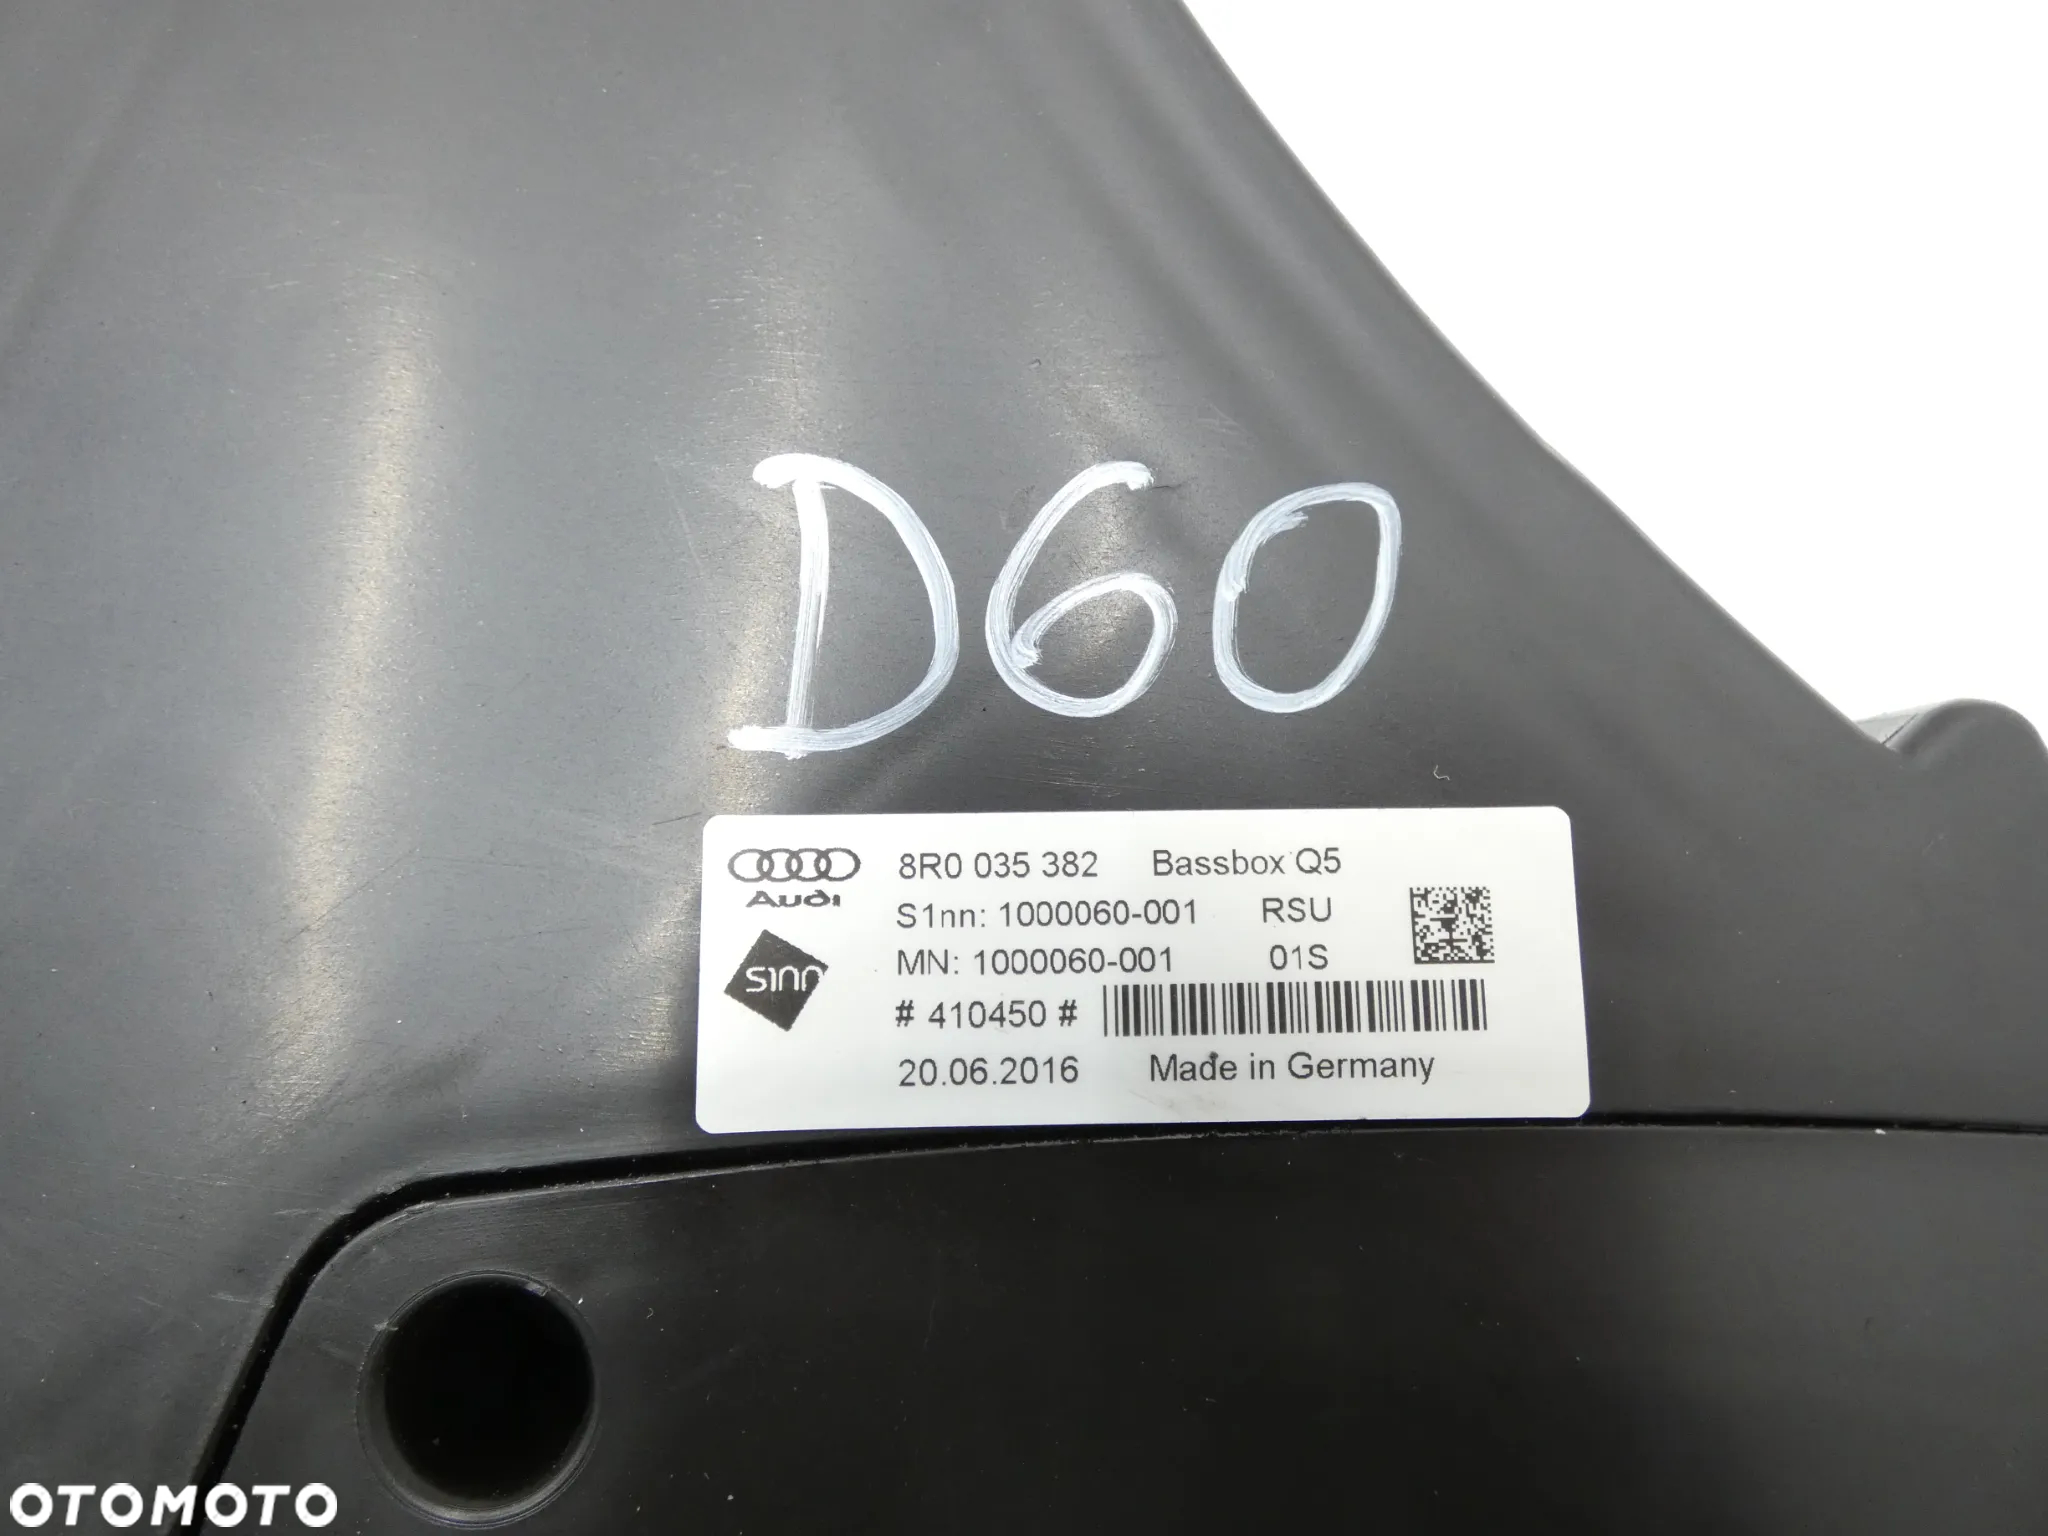 D60
Audi
8R0 035 382 Bassbox Q5
S1nn: 1000060-001 RSU
MN: 1000060-001 01S
S1nn
# 410450 #
20.06.2016 Made in Germany
OTOMOTO